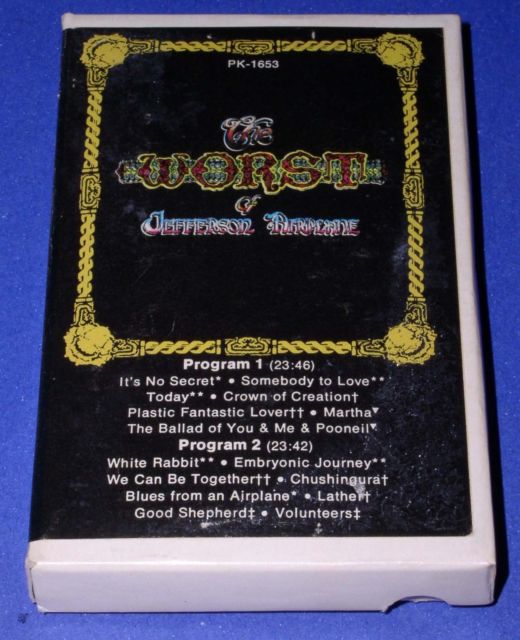 PK-1653
The
WORST
of
JEFFERSON AIRPLANE
Program 1 (23:46)
It's No Secret* • Somebody to Love**
Today** • Crown of Creation†
Plastic Fantastic Lover†† • Martha▼
The Ballad of You & Me & Pooneil▼
Program 2 (23:42)
White Rabbit** • Embryonic Journey**
We Can Be Together†† • Chushingura†
Blues from an Airplane* • Lather†
Good Shepherd‡ • Volunteers‡